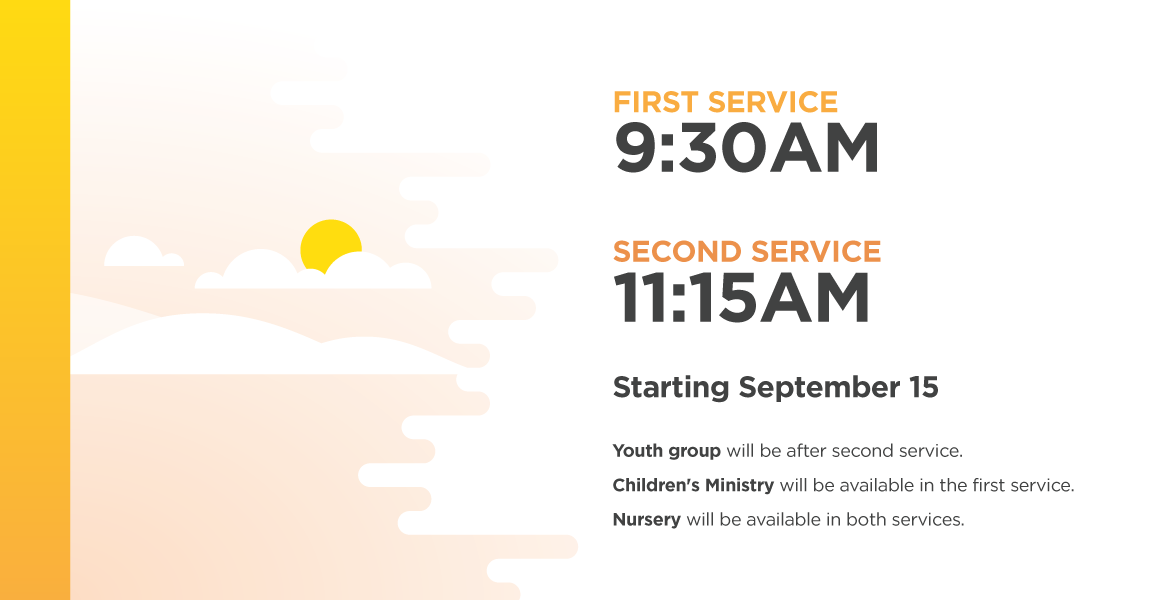 FIRST SERVICE
9:30AM
SECOND SERVICE
11:15AM
Starting September 15
Youth group will be after second service.
Children's Ministry will be available in the first service.
Nursery will be available in both services.